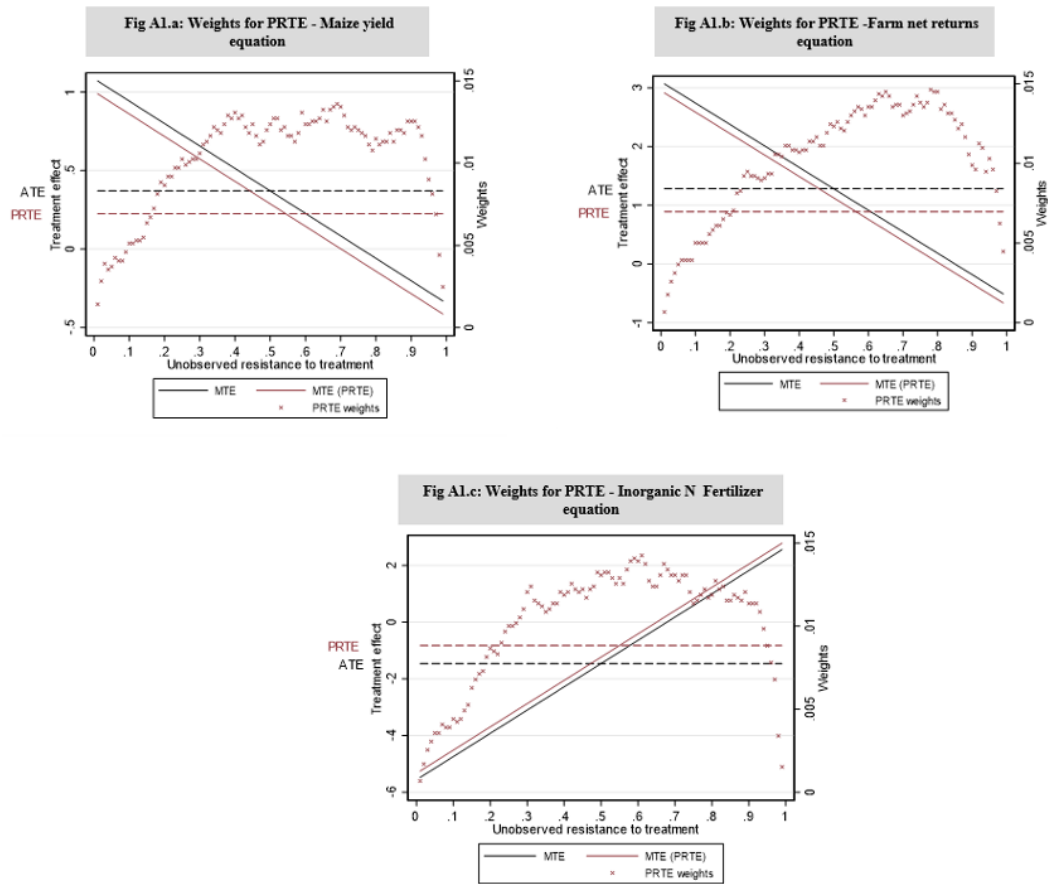 Fig A1.a: Weights for PRTE - Maize yield
equation
1
.5
0
-.5
ATE
PRTE
Treatment effect
.015
.01
.005
0
Weights
0 .1 .2 .3 .4 .5 .6 .7 .8 .9 1
Unobserved resistance to treatment
MTE MTE (PRTE)
PRTE weights
Fig A1.b: Weights for PRTE -Farm net returns
equation
3
2
1
0
-1
ATE
PRTE
Treatment effect
.015
.01
.005
0
Weights
0 .1 .2 .3 .4 .5 .6 .7 .8 .9 1
Unobserved resistance to treatment
MTE MTE (PRTE)
PRTE weights
Fig A1.c: Weights for PRTE - Inorganic N Fertilizer
equation
2
0
-2
-4
-6
PRTE
ATE
Treatment effect
.015
.01
.005
0
Weights
0 .1 .2 .3 .4 .5 .6 .7 .8 .9 1
Unobserved resistance to treatment
MTE MTE (PRTE)
PRTE weights